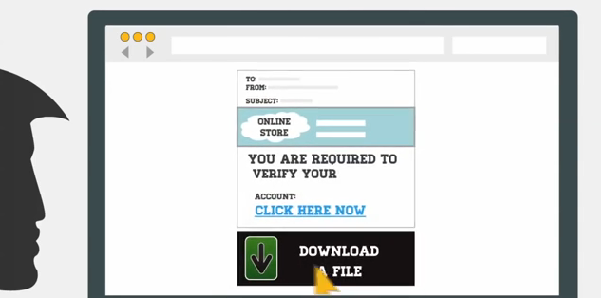 TO
FROM:
SUBJECT:
ONLINE
STORE
YOU ARE REQUIRED TO
VERIFY YOUR
ACCOUNT:
CLICK HERE NOW
DOWNLOAD
A FILE